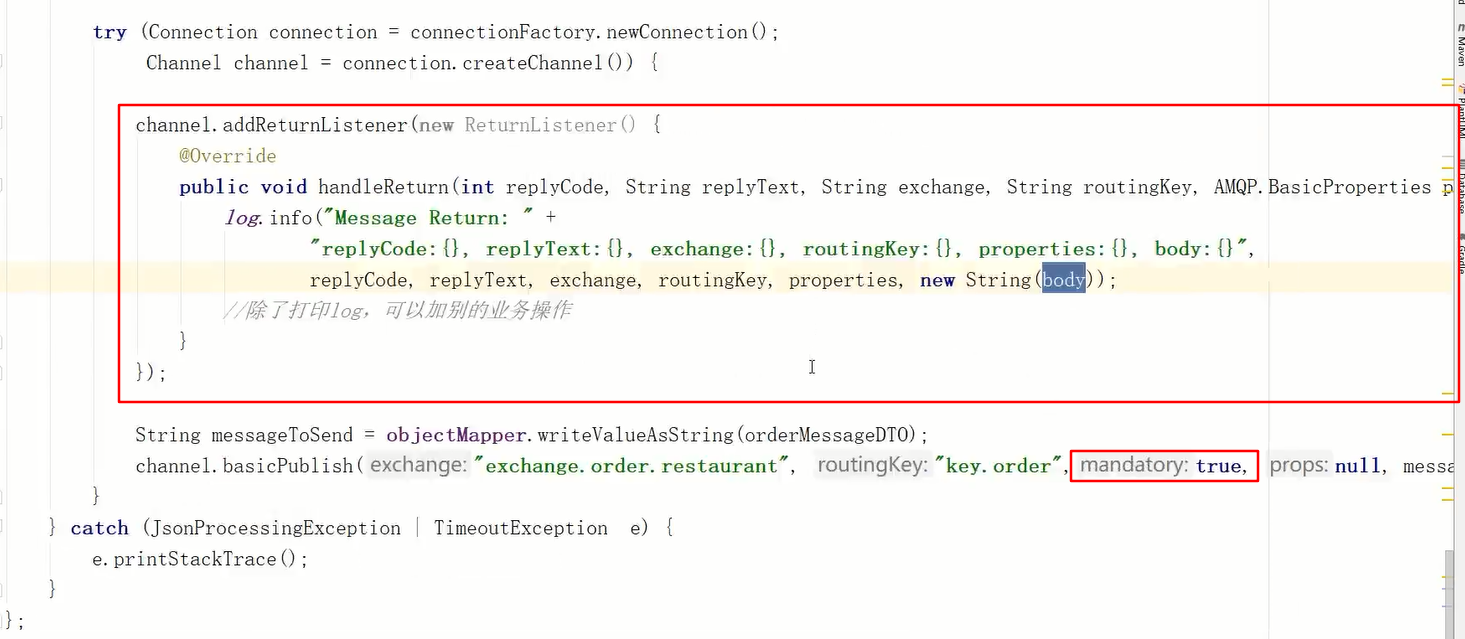 try (Connection connection = connectionFactory.newConnection();
Channel channel = connection.createChannel()) {
channel.addReturnListener(new ReturnListener() {
@Override
public void handleReturn(int replyCode, String replyText, String exchange, String routingKey, AMQP.BasicProperties p
log.info("Message Return: " +
"replyCode:{}, replyText:{}, exchange:{}, routingKey:{}, properties:{}, body:{}",
replyCode, replyText, exchange, routingKey, properties, new String(body));
//除了打印log，可以加别的业务操作
}
});
String messageToSend = objectMapper.writeValueAsString(orderMessageDTO);
channel.basicPublish( exchange: "exchange.order.restaurant", routingKey: "key.order", mandatory: true, props: null, messa
}
} catch (JsonProcessingException | TimeoutException e) {
e.printStackTrace();
}
};
Maven
PlantUML
Database
Gradle